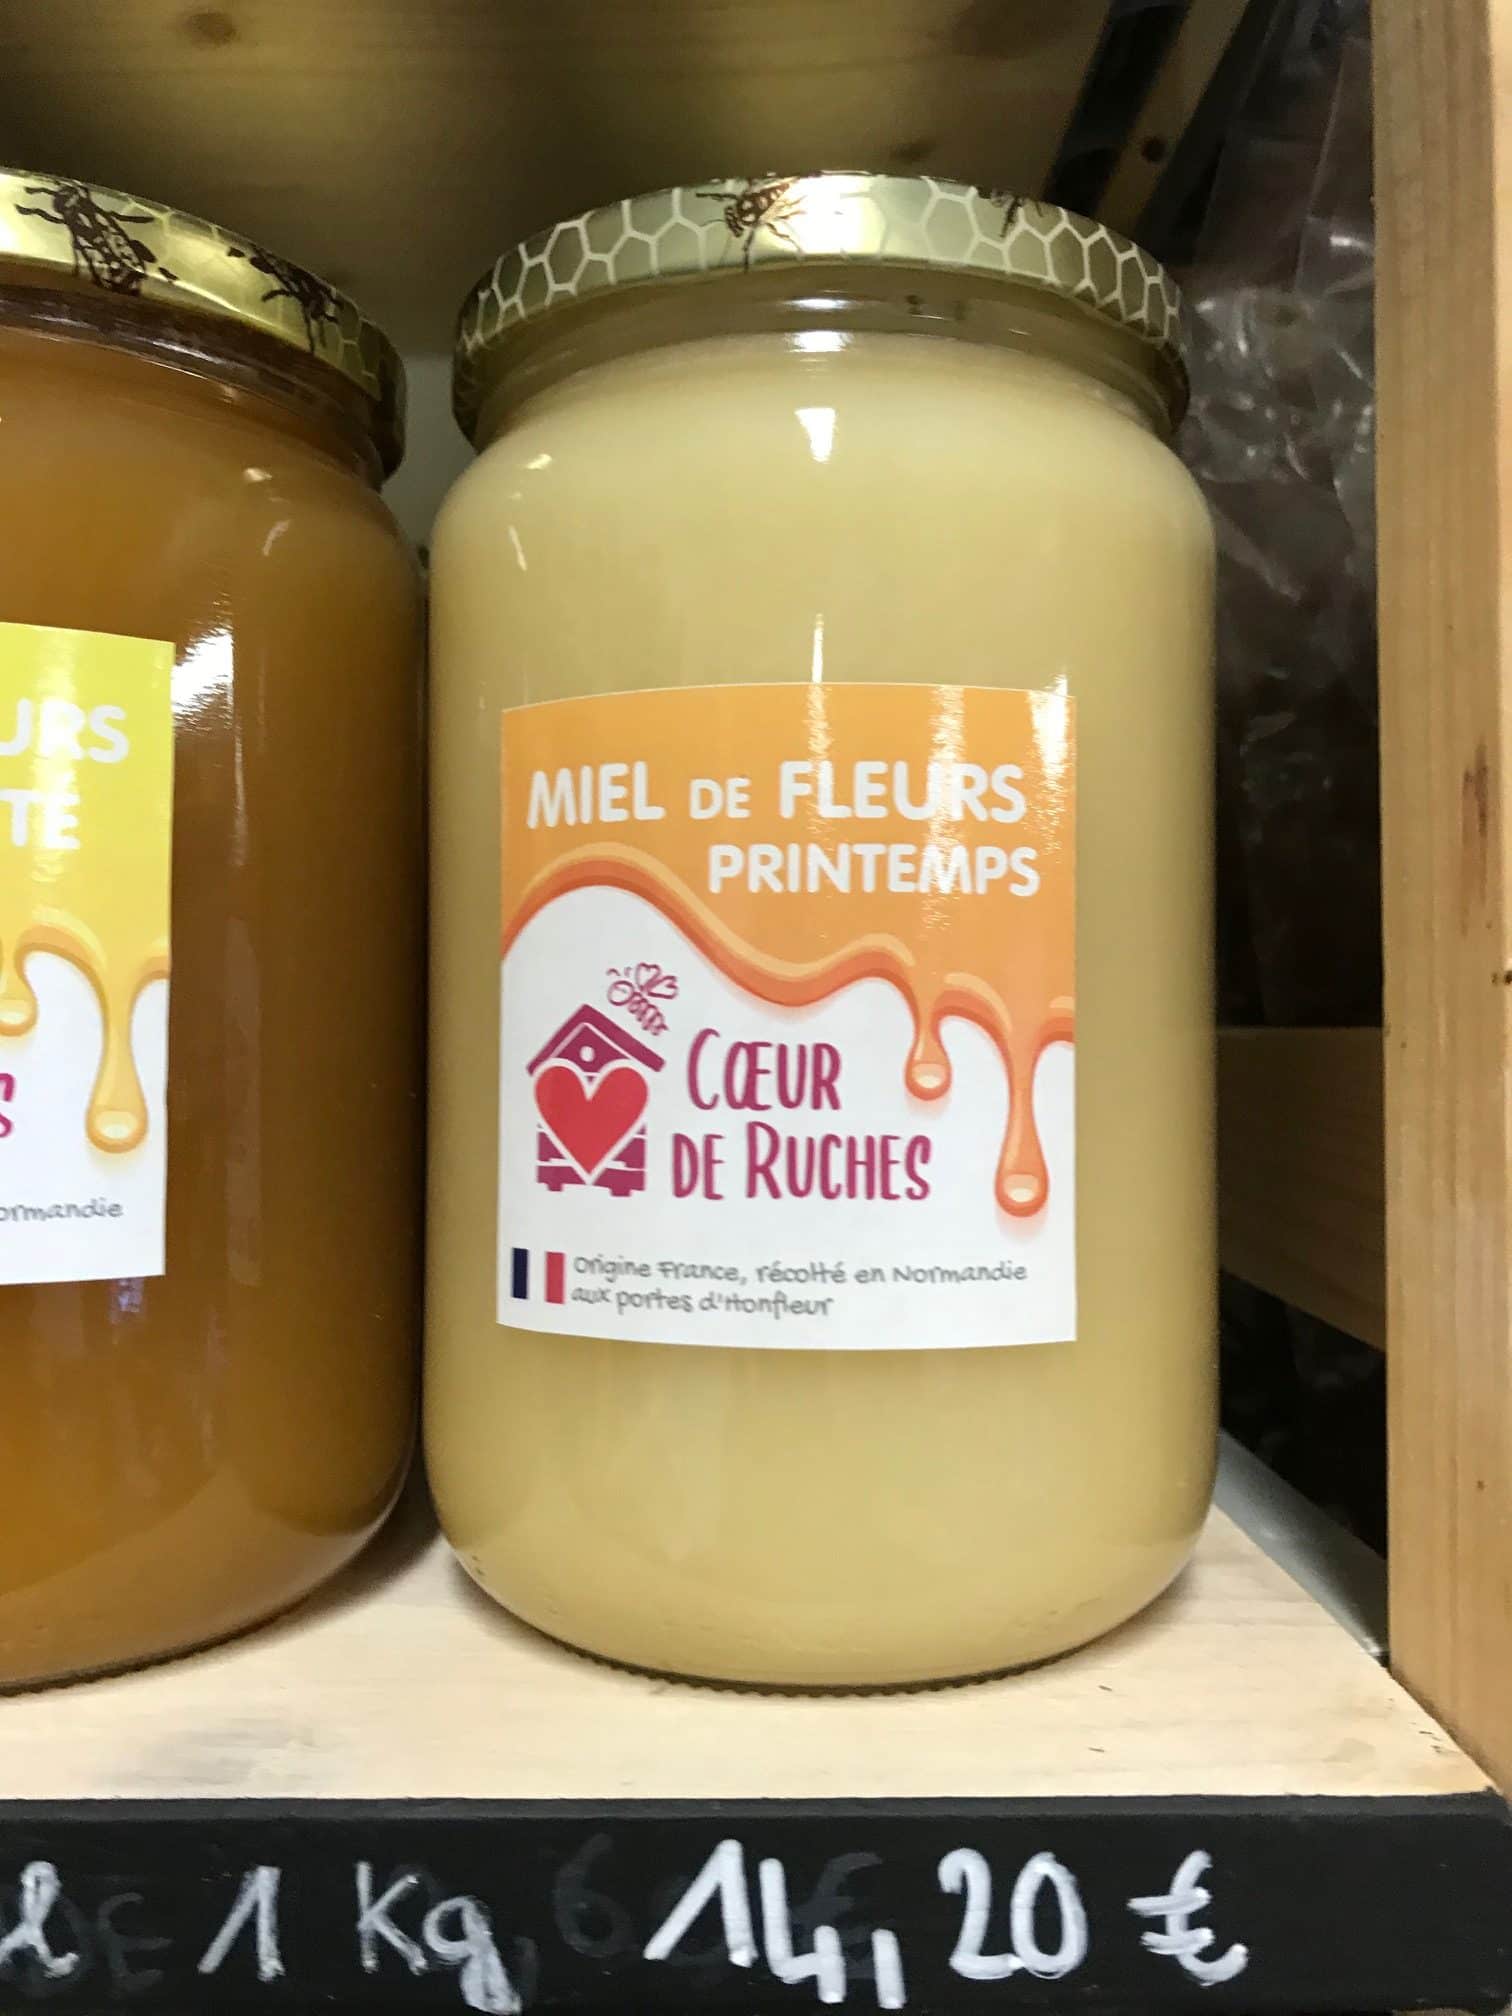 URS
TÉ
S
ormandie
MIEL DE FLEURS
PRINTEMPS
CŒUR
DE RUCHES
Origine France, récolté en Normandie
aux portes d'Honfleur
l 1 Kg 14,20 €